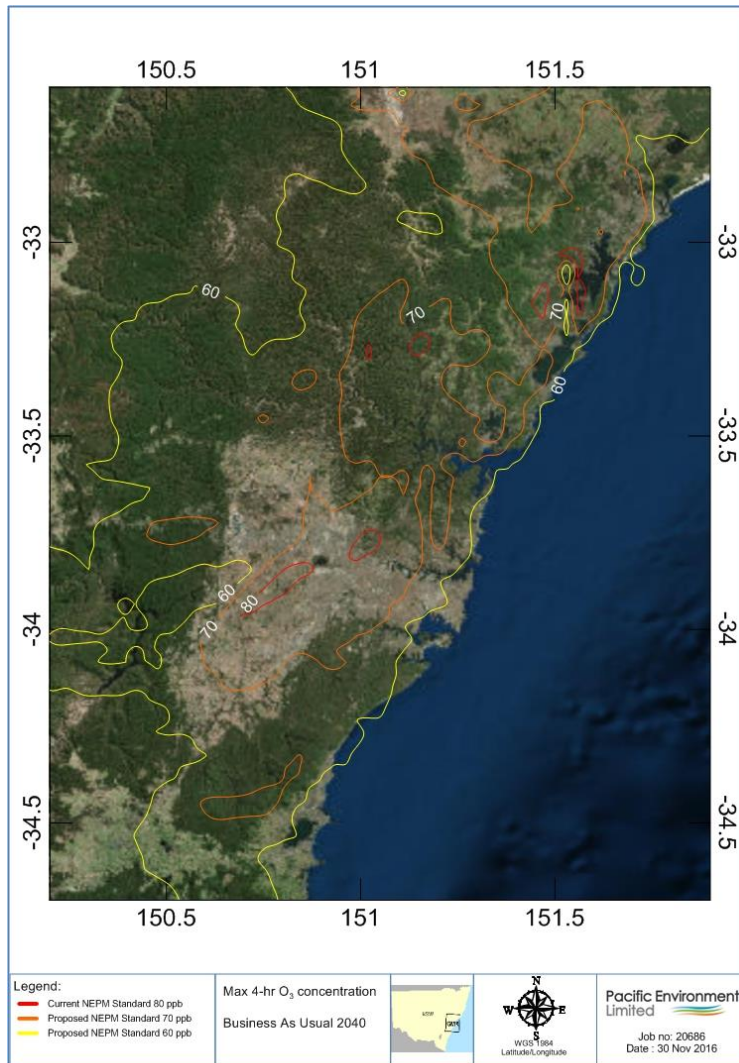 150.5 151 151.5
-33 -33
60
70
70
60
-33.5 -33.5
60
80
70
-34 -34
-34.5 -34.5
150.5 151 151.5
Legend:
Current NEPM Standard 80 ppb
Proposed NEPM Standard 70 ppb
Proposed NEPM Standard 60 ppb
Max 4-hr O3 concentration
Business As Usual 2040
N
W E
S
WGS 1984
Latitude/Longitude
Pacific Environment
Limited
Job no: 20686
Date : 30 Nov 2016